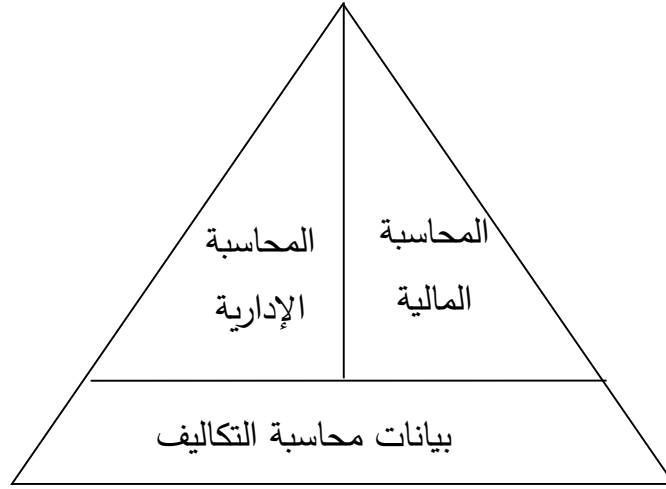 المحاسبة
المالية
المحاسبة
الإدارية
بيانات محاسبة التكاليف